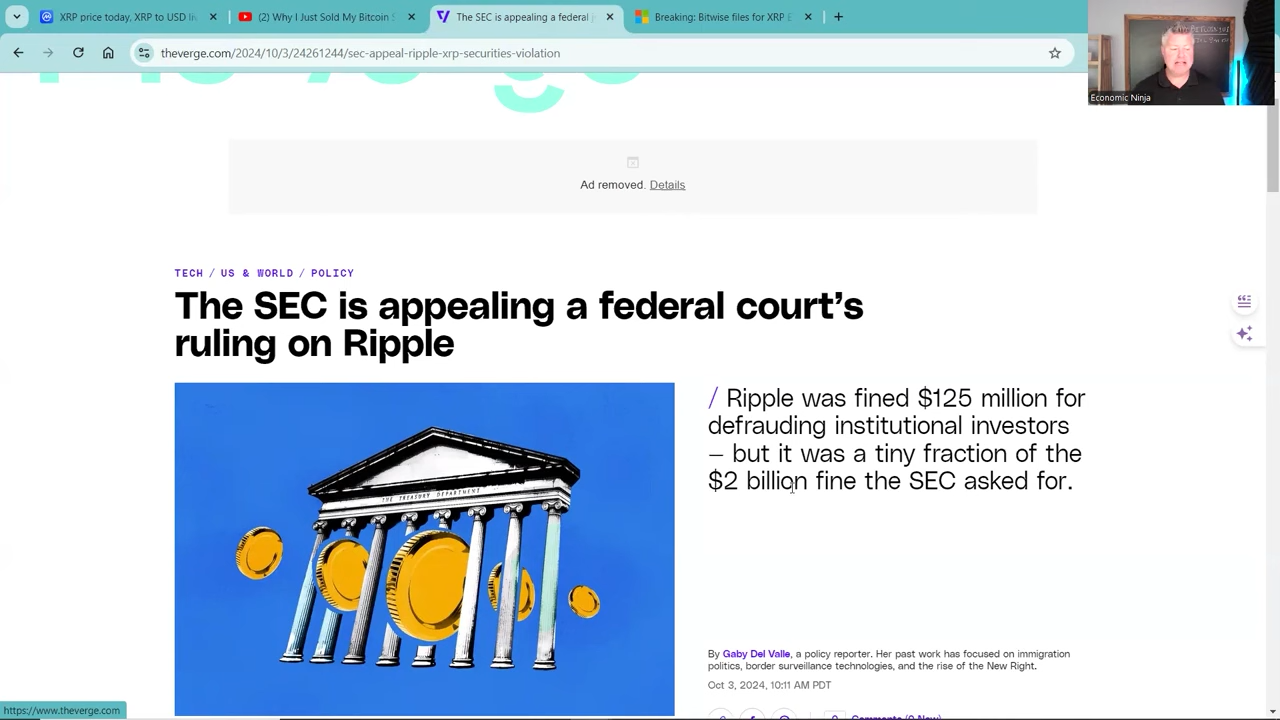 XRP price today, XRP to USD li
(2) Why I Just Sold My Bitcoin S
The SEC is appealing a federal j
Breaking: Bitwise files for XRP E
theverge.com/2024/10/3/24261244/sec-appeal-ripple-xrp-securities-violation
Economic Ninja
Ad removed. Details
TECH / US & WORLD / POLICY
The SEC is appealing a federal court’s
ruling on Ripple
/ Ripple was fined $125 million for
defrauding institutional investors
— but it was a tiny fraction of the
$2 billion fine the SEC asked for.
THE TREASURY DEPARTMENT
By Gaby Del Valle, a policy reporter. Her past work has focused on immigration
politics, border surveillance technologies, and the rise of the New Right.
Oct 3, 2024, 10:11 AM PDT
Comments (0 New)
https://www.theverge.com